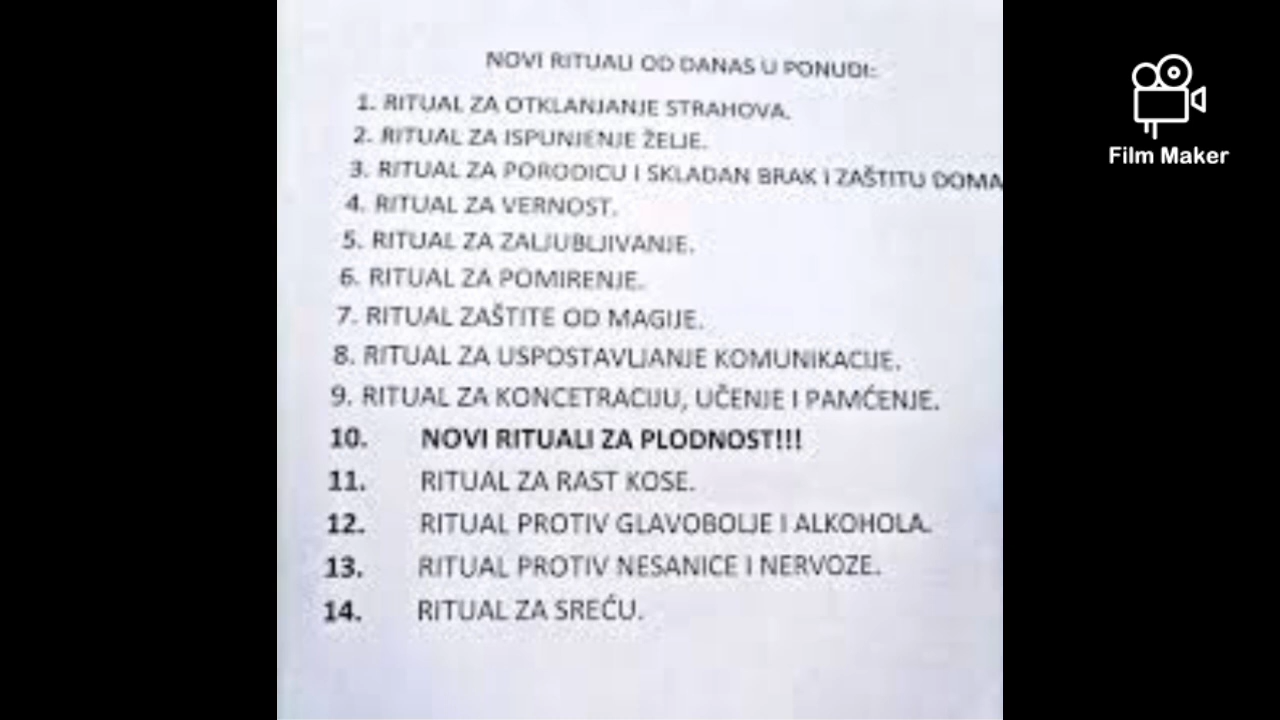 NOVI RITUALI OD DANAS U PONUDI:
1. RITUAL ZA OTKLANJANJE STRAHOVA.
2. RITUAL ZA ISPUNJENJE ŽELJE.
3. RITUAL ZA PORODICU I SKLADAN BRAK I ZAŠTITU DOMA
4. RITUAL ZA VERNOST.
5. RITUAL ZA ZALJUBLJIVANJE.
6. RITUAL ZA POMIRENJE.
7. RITUAL ZAŠTITE OD MAGIJE.
8. RITUAL ZA USPOSTAVLJANJE KOMUNIKACIJE.
9. RITUAL ZA KONCETRACIJU, UČENJE I PAMĆENJE.
10. NOVI RITUALI ZA PLODNOST!!!
11. RITUAL ZA RAST KOSE.
12. RITUAL PROTIV GLAVOBOLJE I ALKOHOLA.
13. RITUAL PROTIV NESANICE I NERVOZE.
14. RITUAL ZA SREĆU.
Film Maker